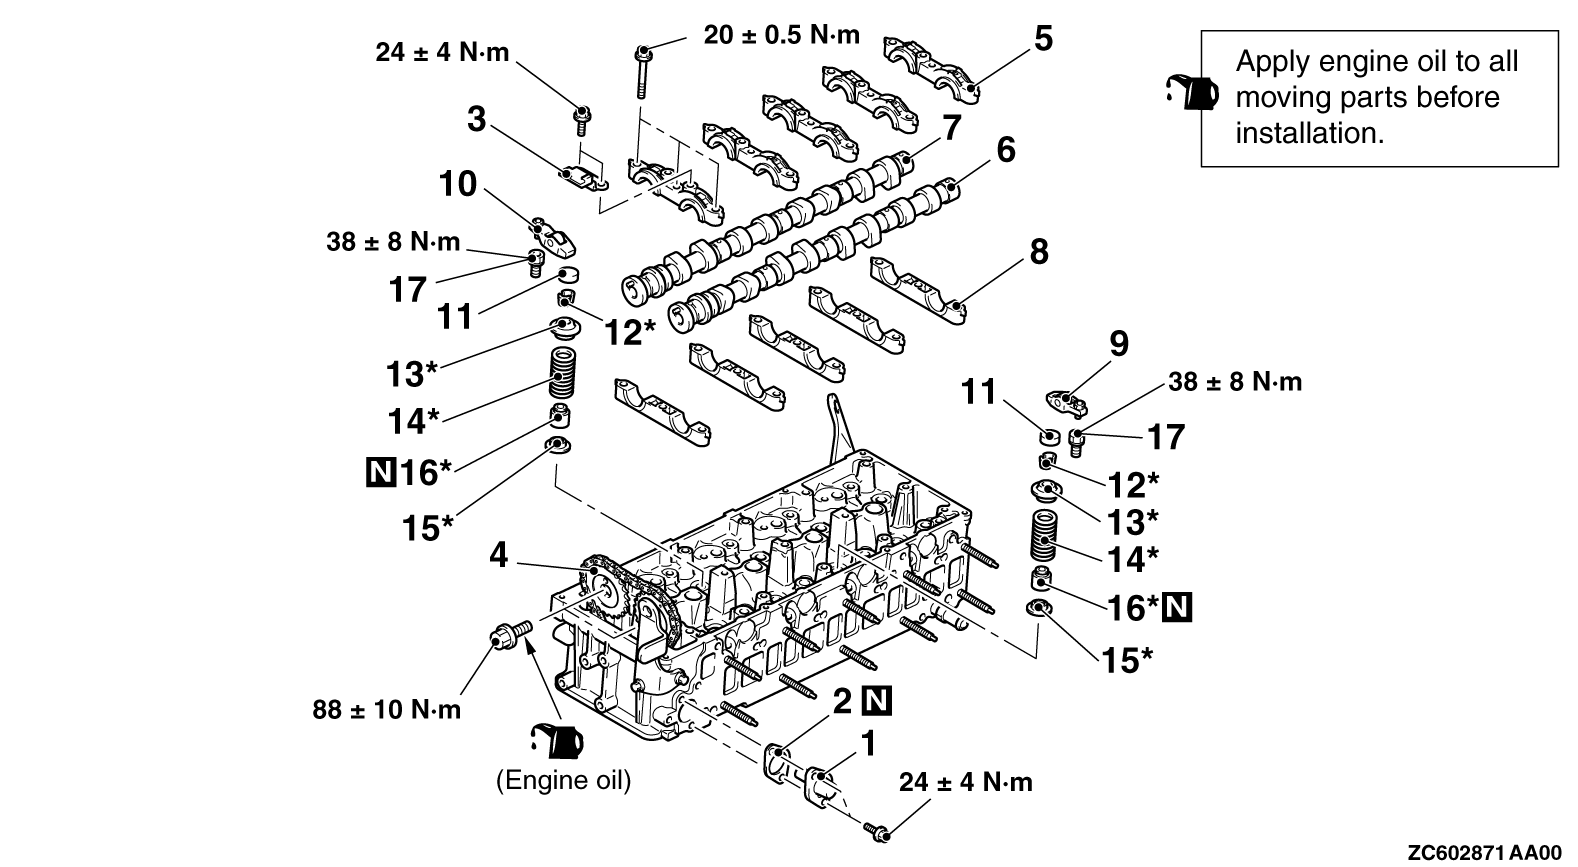 20 ± 0.5 N·m
24 ± 4 N·m
5
Apply engine oil to all
moving parts before
installation.
3
7
6
10
38 ± 8 N·m
17
11
12*
8
13*
14*
N 16*
15*
9
11
38 ± 8 N·m
17
12*
13*
14*
16* N
15*
4
88 ± 10 N·m
(Engine oil)
2 N
1
24 ± 4 N·m
ZC602871AA00